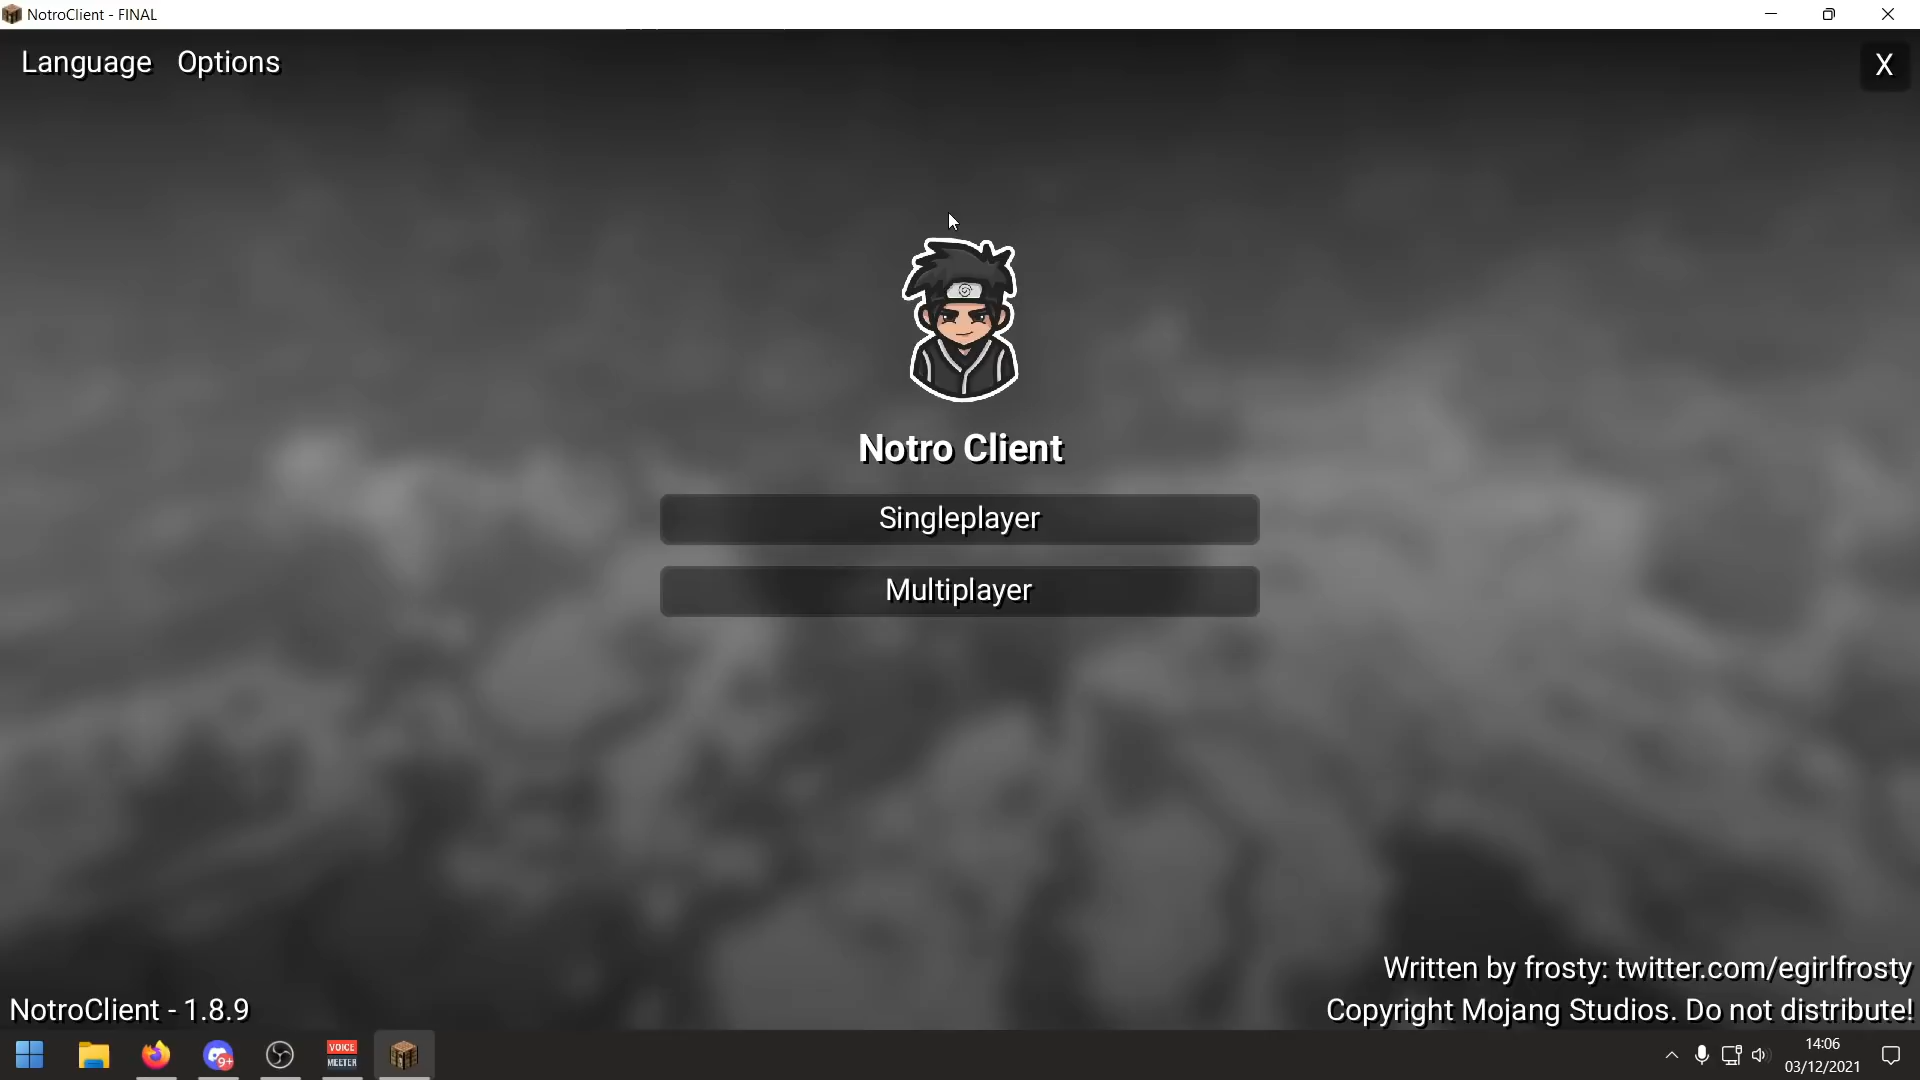 NotroClient - FINAL
Language Options
X
Notro Client
Singleplayer
Multiplayer
Written by frosty: twitter.com/egirlfrosty
NotroClient - 1.8.9
Copyright Mojang Studios. Do not distribute!
9+
VOICE
MEETER
14:06
03/12/2021